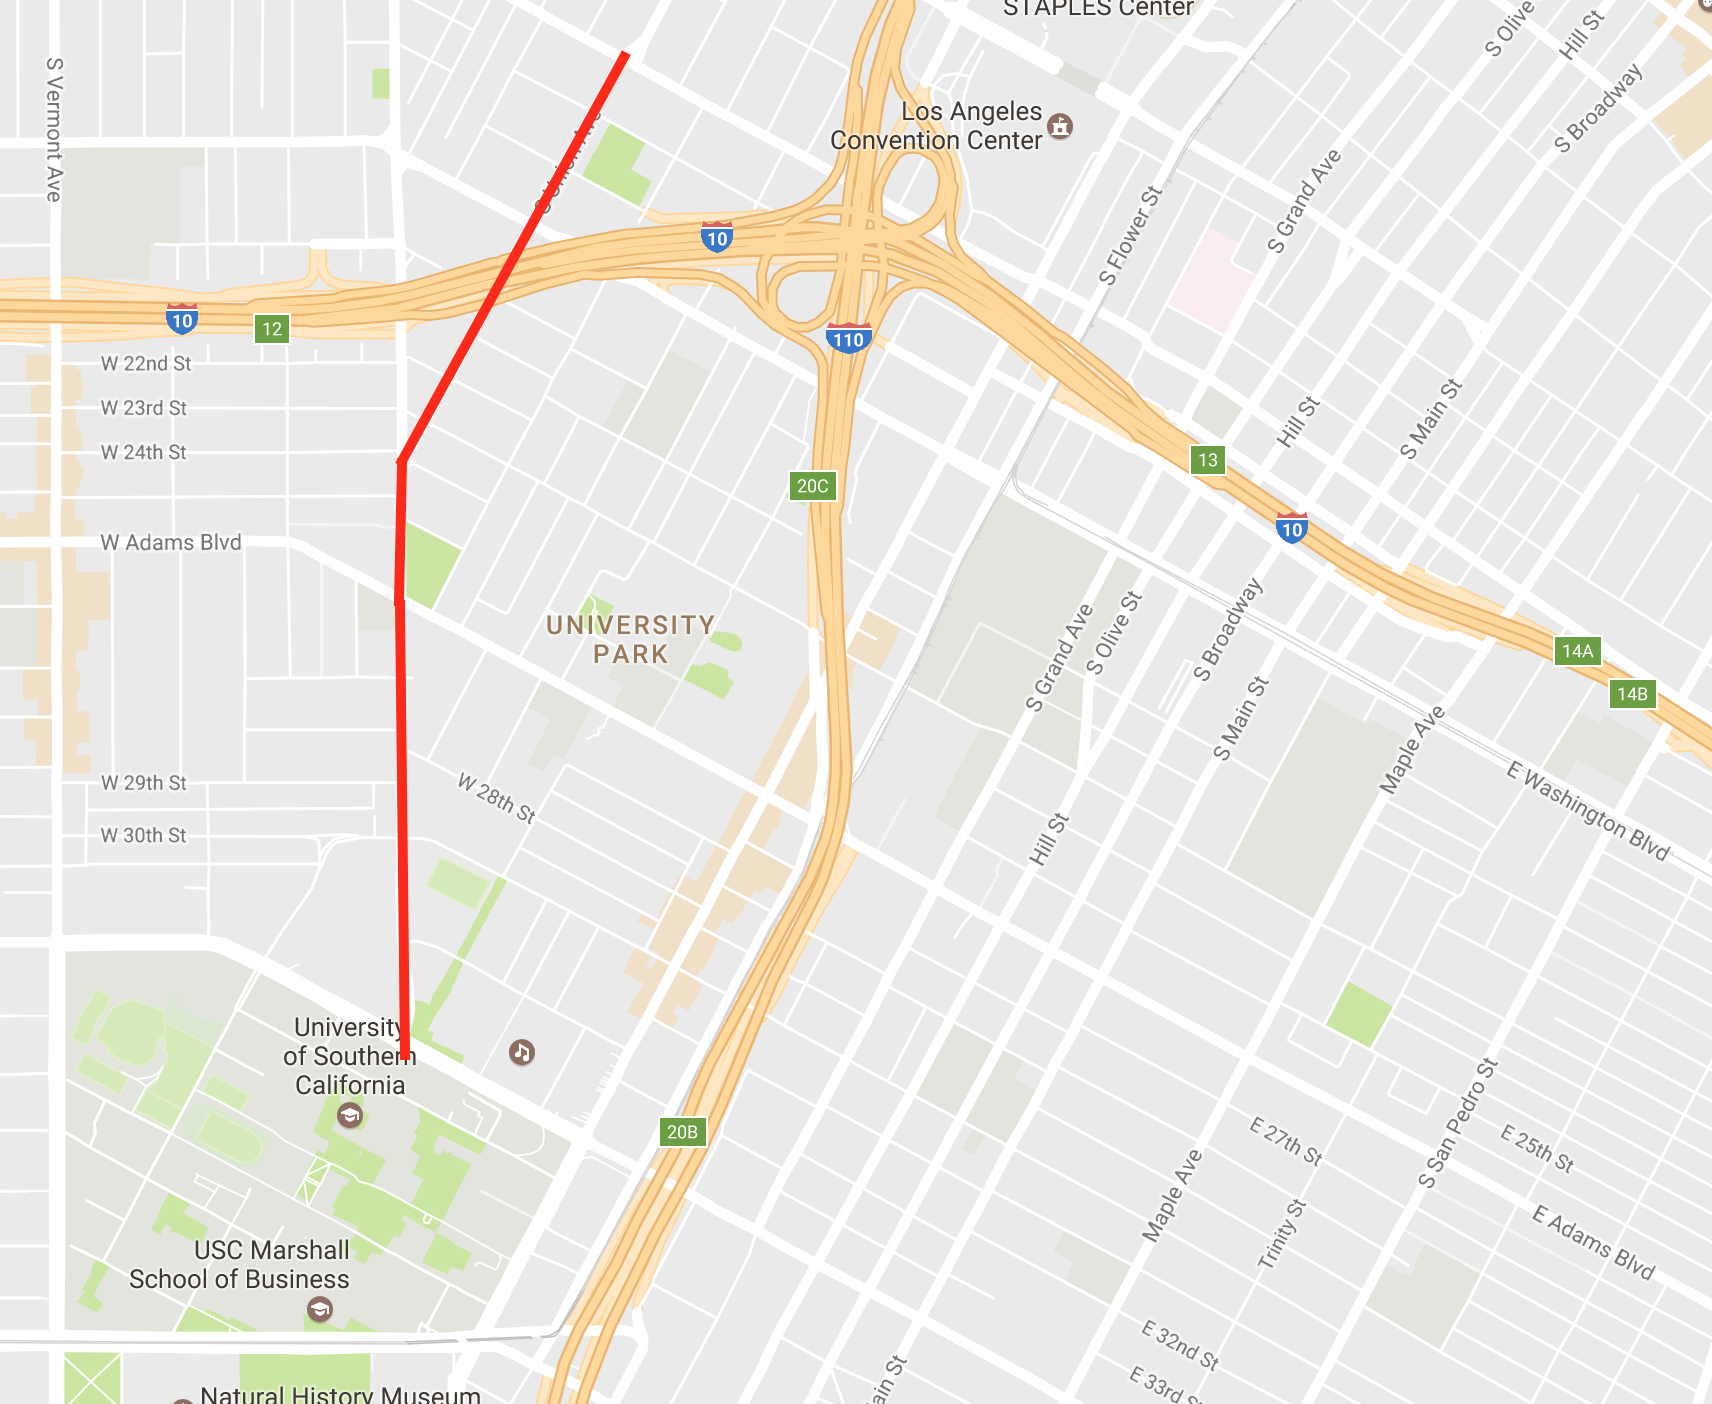 STAPLES Center
S Olive
Hill St
S Broadway
S Vermont Ave
Los Angeles
Convention Center
S Union Ave
S Grand Ave
S Flower St
10
10
12
110
W 22nd St
W 23rd St
W 24th St
Hill St
S Main St
13
20C
10
W Adams Blvd
UNIVERSITY
PARK
S Grand Ave
S Olive St
S Broadway
S Main St
14A
14B
Maple Ave
E Washington Blvd
W 29th St
W 28th St
W 30th St
Hill St
University
of Southern
California
20B
E 27th St
E 25th St
S San Pedro St
Maple Ave
Trinity St
E Adams Blvd
USC Marshall
School of Business
E 32nd St
E 33rd S
ain St
Natural History Museum